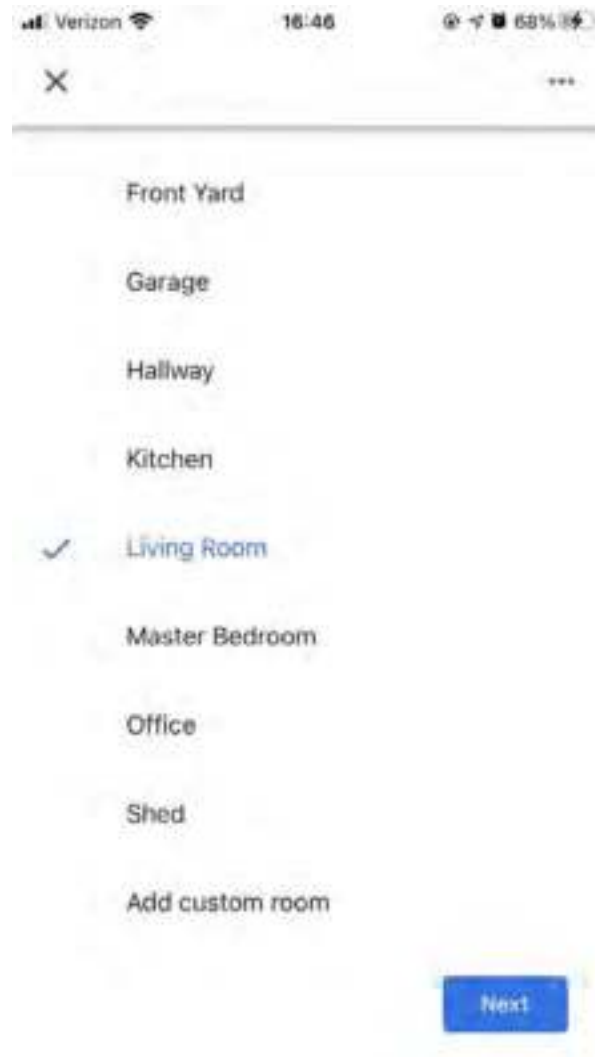 Verizon 16:46 68%
Front Yard
Garage
Hallway
Kitchen
Living Room
Master Bedroom
Office
Shed
Add custom room
Next